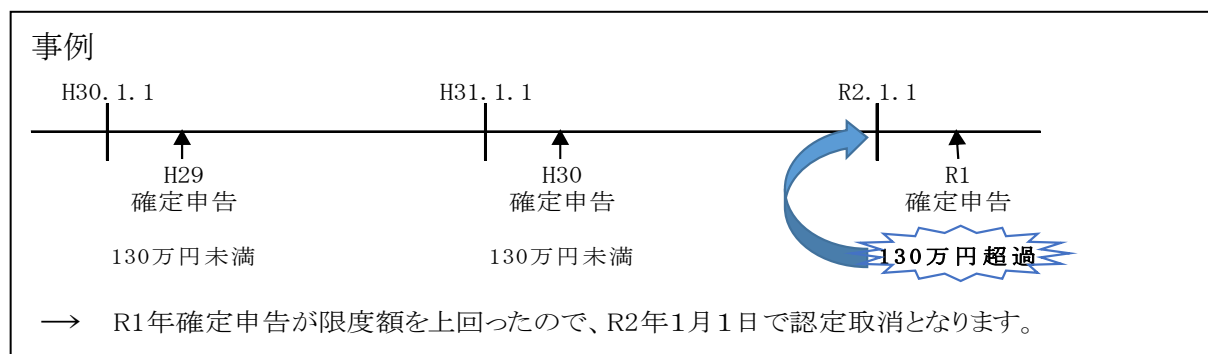 事例
H30.1.1 H31.1.1 R2.1.1
H29 H30 R1
確定申告 確定申告 確定申告
130万円未満 130万円未満 130万円超過
→ R1年確定申告が限度額を上回ったので、R2年1月1日で認定取消となります。